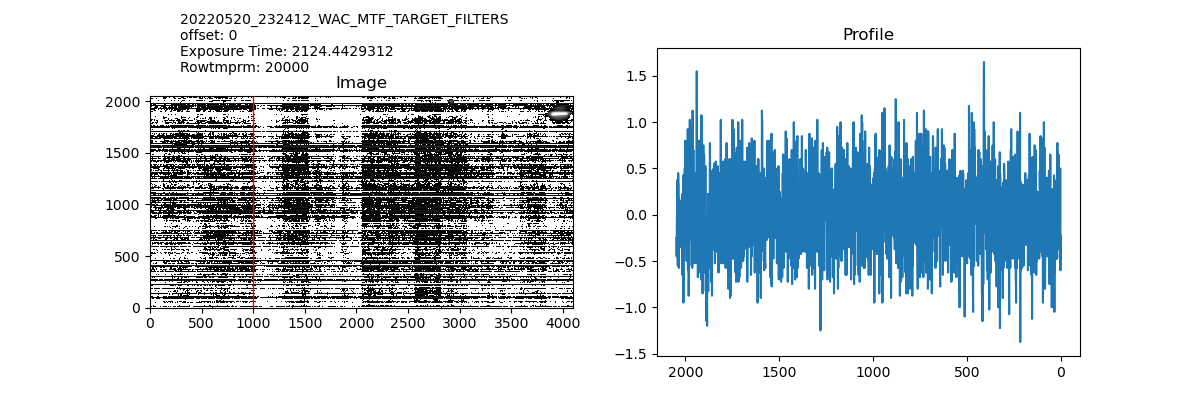 20220520_232412_WAC_MTF_TARGET_FILTERS
offset: 0
Exposure Time: 2124.4429312
Rowtmprm: 20000
Image
2000
1500
1000
500
0
0 500 1000 1500 2000 2500 3000 3500 4000
Profile
1.5
1.0
0.5
0.0
−0.5
−1.0
−1.5
2000 1500 1000 500 0